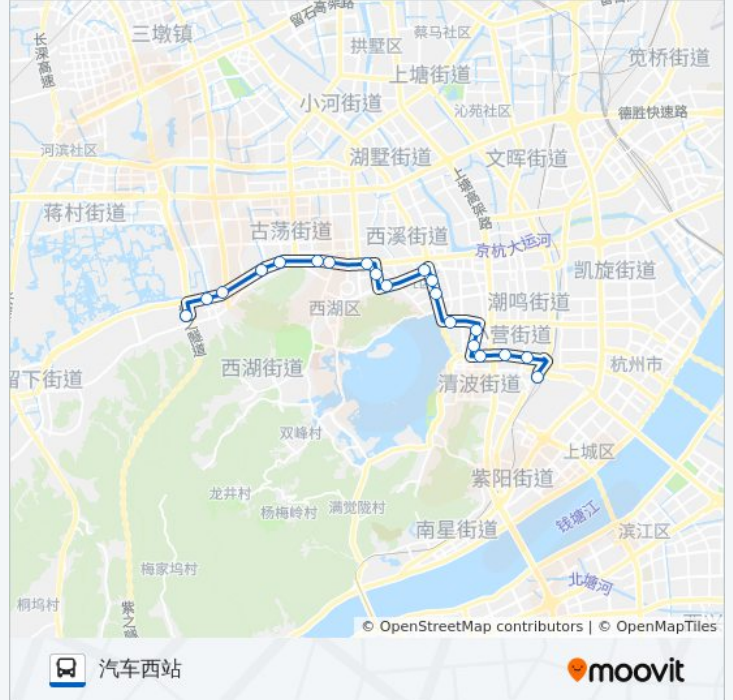 留石高架路
三墩镇
蔡马社区
拱墅区
长深高速
笕桥街道
上塘街道
小河街道
沁苑社区
德胜快速路
河滨社区
湖墅街道
文晖街道
上塘高架路
蒋村街道
古荡街道
西溪街道
京杭大运河
凯旋街道
潮鸣街道
西湖区
营街道
隧道
杭州市
西湖街道
留下街道
清波街道
双峰村
上城区
紫阳街道
龙井村
杨梅岭村
满觉陇村
钱塘江
南星街道
滨江区
梅家坞村
北塘河
桐坞村
© OpenStreetMap contributors | © OpenMapTiles
汽车西站
moovit